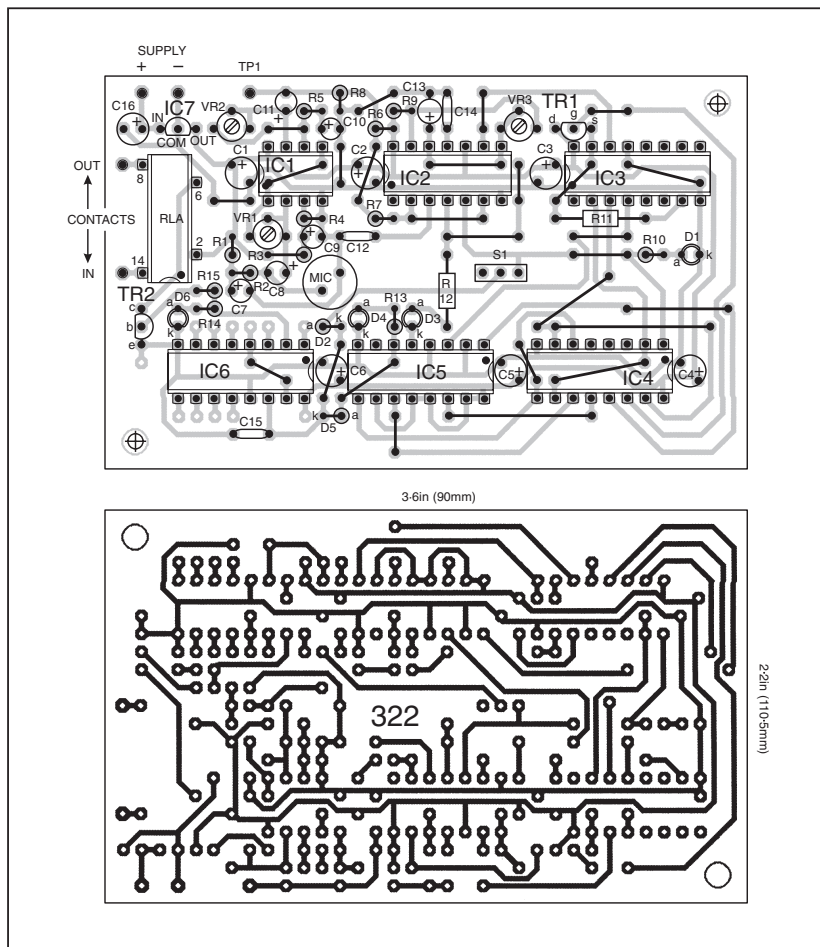 SUPPLY
+ −
TP1
R8
C13
C16
IN
IC7
VR2
C11
R5
R9
C14
VR3
TR1
+
+
C10
R6
+
d g s
COM
OUT
C1
C2
C3
OUT
8
IC1
IC2
IC3
CONTACTS
RLA
6
R7
R11
VR1
R4
D1
2
R1
R3
C9
C12
S1
R10
a k
IN
14
R2
C8
MIC
R12
TR2
D6
R15
C7
c
a
a
R13
a
b
R14
D4
D3
k
a
k
k
e
D2
IC6
C6
IC5
C5
IC4
C4
k a
C15
D5
3·6in (90mm)
322
2·2in (110·5mm)